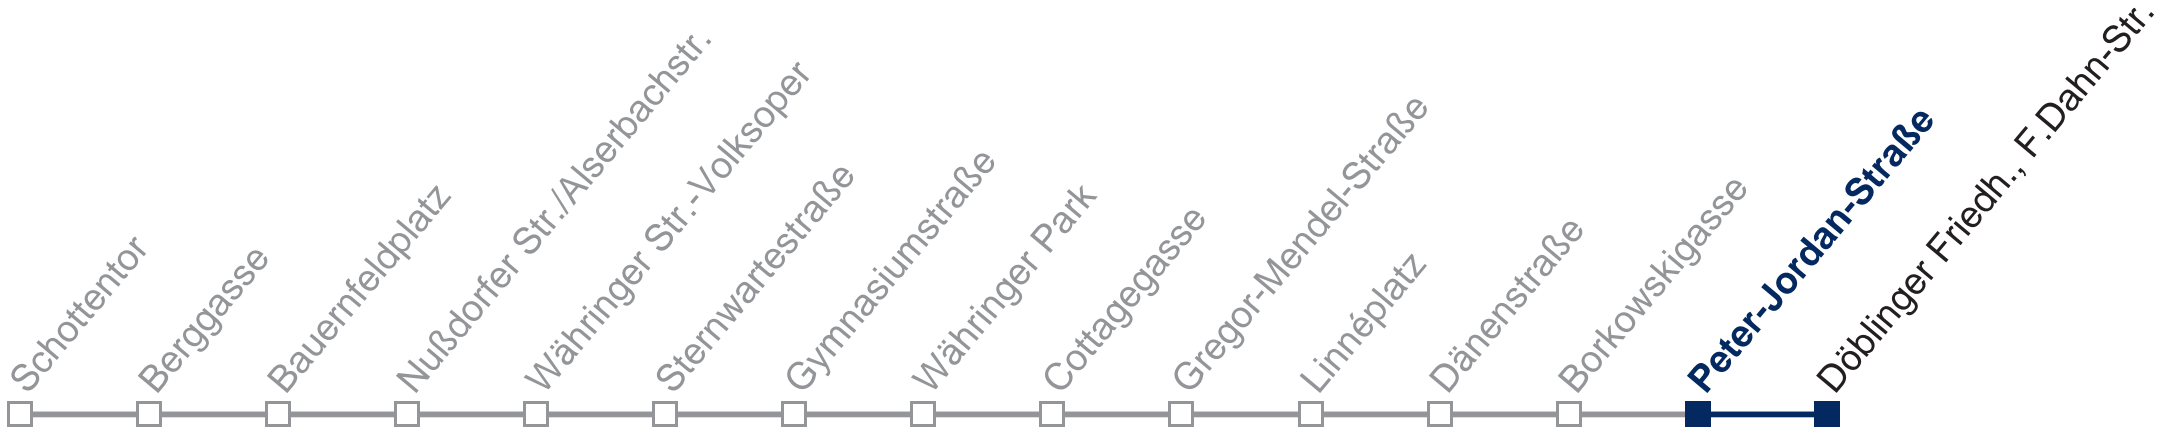 Schottentor
Berggasse
Bauernfeldplatz
Nußdorfer Str./Alserbachstr.
Währinger Str.-Volksoper
Sternwartestraße
Gymnasiumstraße
Währinger Park
Cottagegasse
Gregor-Mendel-Straße
Linnéplatz
Dänenstraße
Borkowskigasse
Peter-Jordan-Straße
Döblinger Friedh., F.Dahn-Str.